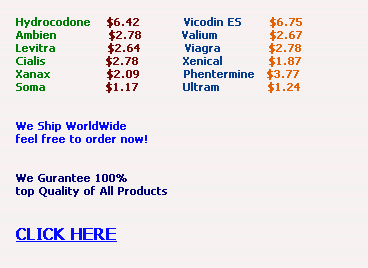 Hydrocodone $6.42 Vicodin ES $6.75
Ambien $2.78 Valium $2.67
Levitra $2.64 Viagra $2.78
Cialis $2.78 Xenical $1.87
Xanax $2.09 Phentermine $3.77
Soma $1.17 Ultram $1.24
We Ship WorldWide
feel free to order now!
We Gurantee 100%
top Quality of All Products
CLICK HERE